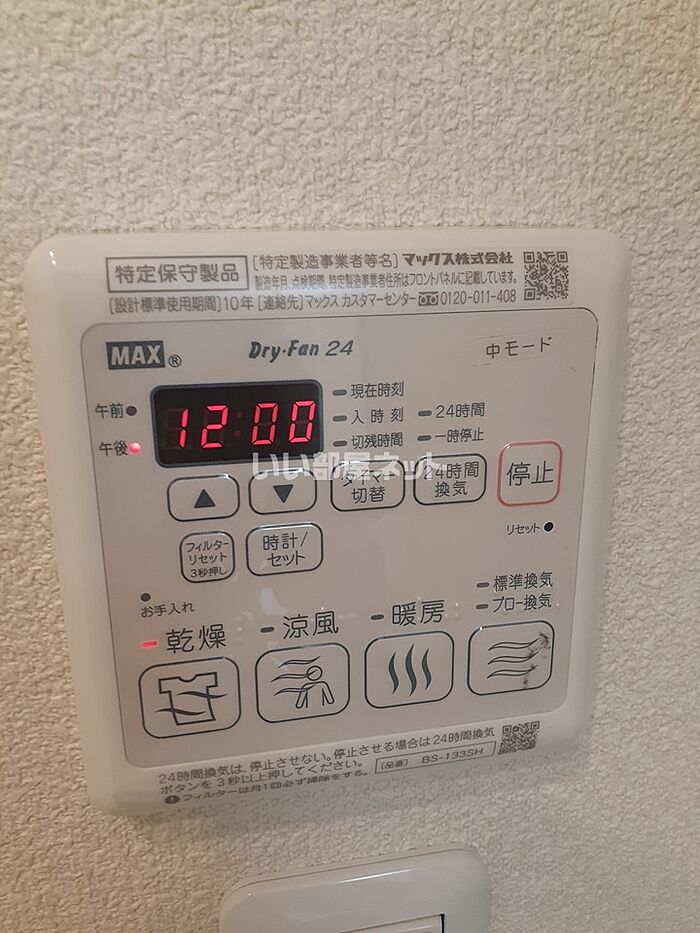 特定保守製品 [特定製造事業者等名] マックス株式会社
製造年月、点検期間、特定製造事業者住所はフロントパネルに記載しています。
[設計標準使用期間]10年 [連絡先] マックス カスタマーセンター 0120-011-408
MAX® Dry・Fan 24 中モード
午前
午後
12:00
現在時刻
入時刻 24時間
切残時間 一時停止
いい部屋ネット
▲ ▼ タイマー切替 24時間換気 停止
リセット
フィルターリセット3秒押し 時計/セット
お手入れ
標準換気
ブロー換気
乾燥 涼風 暖房
24時間換気は、停止させない。停止させる場合は24時間換気
ボタンを3秒以上押してください。 [品番] BS-133SH
フィルターは月1回必ず掃除をする。